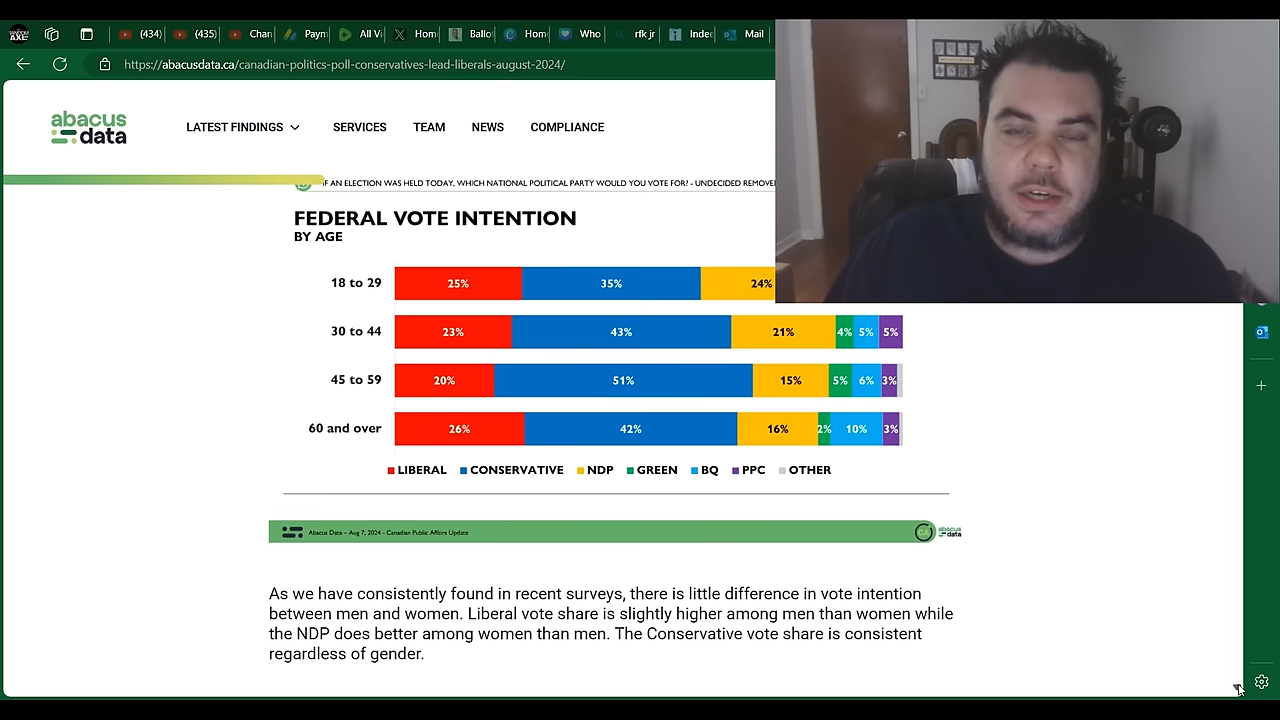 (434)
(435)
Chan
Paym
All Vi
Hom
Ballo
Hom
Who
rfk jr
Index
Mail
https://abacusdata.ca/canadian-politics-poll-conservatives-lead-liberals-august-2024/
abacus
data
LATEST FINDINGS
SERVICES
TEAM
NEWS
COMPLIANCE
IF AN ELECTION WAS HELD TODAY, WHICH NATIONAL POLITICAL PARTY WOULD YOU VOTE FOR? - UNDECIDED REMOVE
FEDERAL VOTE INTENTION
BY AGE
18 to 29 25% 35% 24%
30 to 44 23% 43% 21% 4% 5% 5%
45 to 59 20% 51% 15% 5% 6% 3%
60 and over 26% 42% 16% 2% 10% 3%
LIBERAL CONSERVATIVE NDP GREEN BQ PPC OTHER
Abacus Data – Aug 7, 2024 - Canadian Public Affairs Update
abacus
data
As we have consistently found in recent surveys, there is little difference in vote intention
between men and women. Liberal vote share is slightly higher among men than women while
the NDP does better among women than men. The Conservative vote share is consistent
regardless of gender.